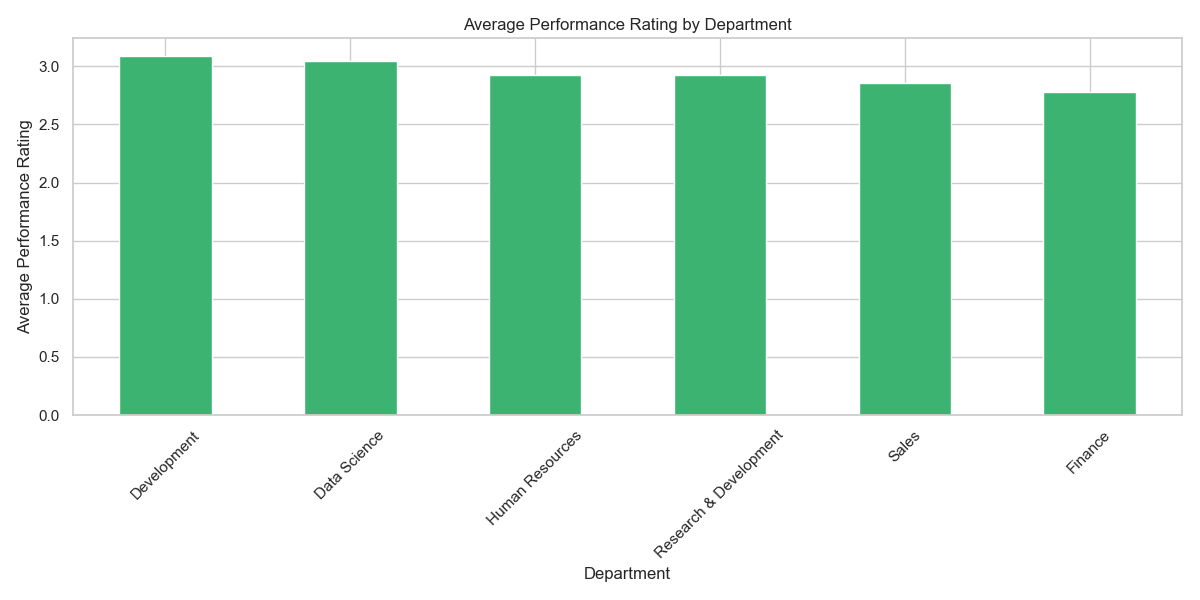 Average Performance Rating by Department
Average Performance Rating
3.0
2.5
2.0
1.5
1.0
0.5
0.0
Development
Data Science
Human Resources
Research & Development
Sales
Finance
Department